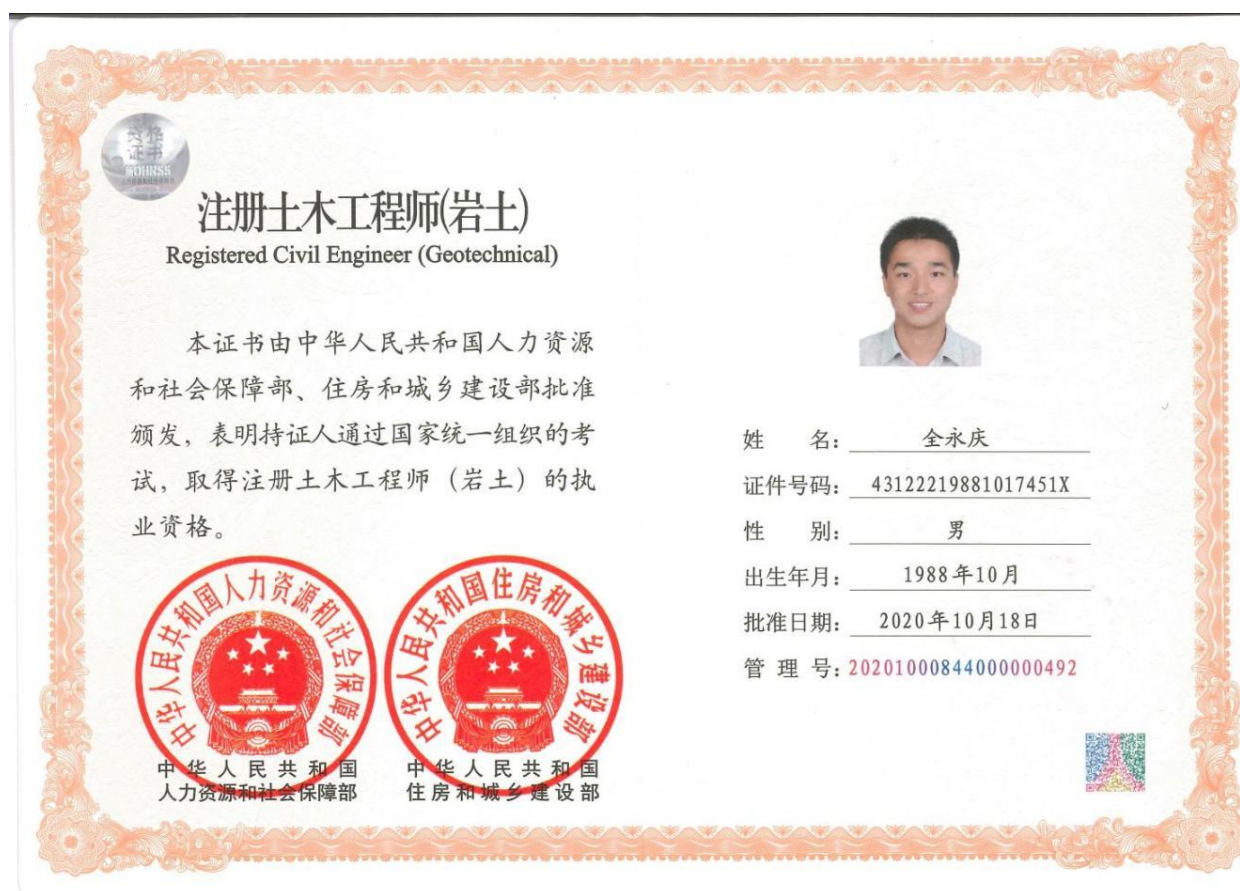 资格
证书
MOHRSS
注册土木工程师(岩土)
Registered Civil Engineer (Geotechnical)
本证书由中华人民共和国人力资源
和社会保障部、住房和城乡建设部批准
颁发，表明持证人通过国家统一组织的考
试，取得注册土木工程师（岩土）的执
业资格。
中华人民共和国人力资源和社会保障部
中华人民共和国住房和城乡建设部
中华人民共和国
人力资源和社会保障部
中华人民共和国
住房和城乡建设部
姓 名：全永庆
证件号码：43122219881017451X
性 别：男
出生年月：1988年10月
批准日期：2020年10月18日
管 理 号：20201000844000000492